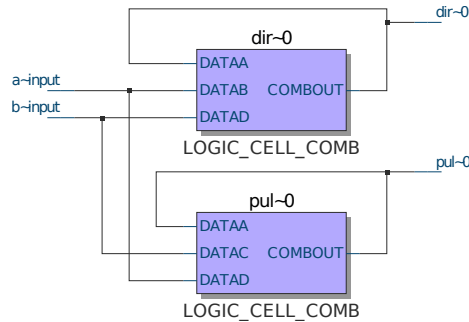 dir~0
dir~0
DATAA
a~input
DATAB COMBOUT
b~input
DATAD
LOGIC_CELL_COMB
pul~0
pul~0
DATAA
DATAC COMBOUT
DATAD
LOGIC_CELL_COMB